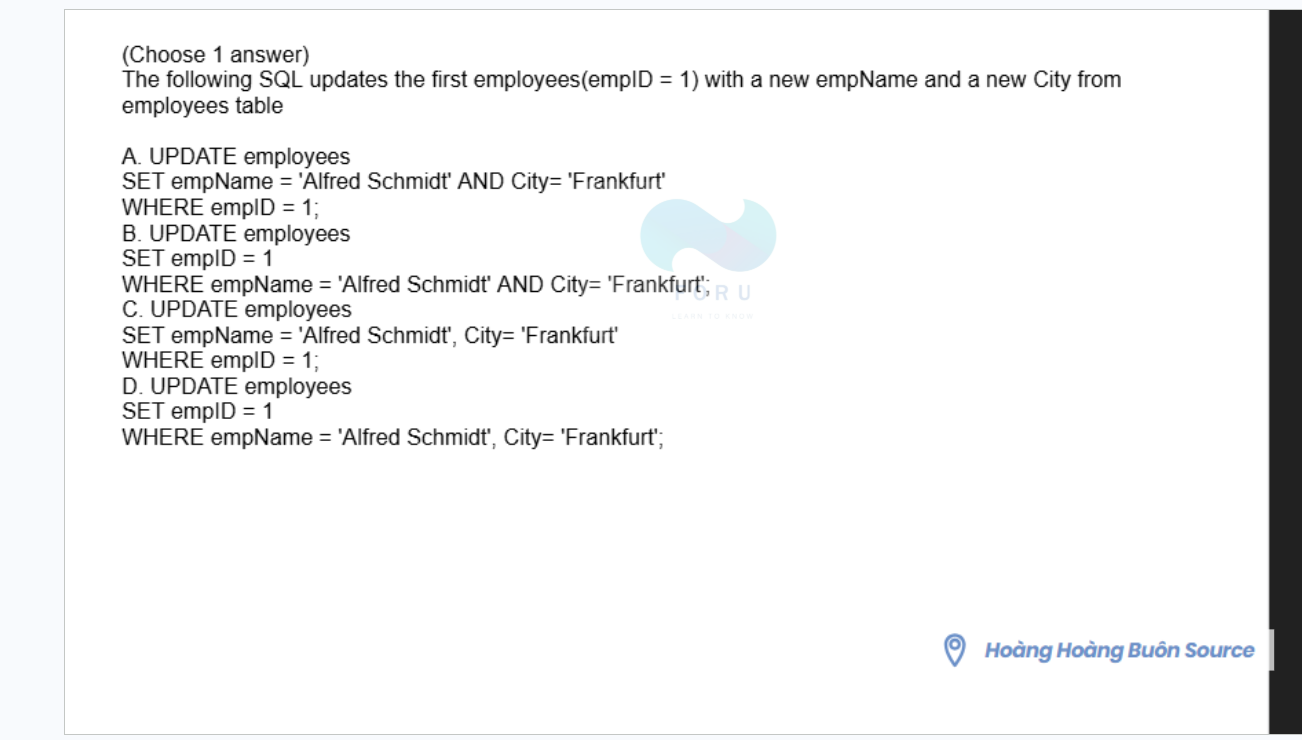 (Choose 1 answer)
The following SQL updates the first employees(empID = 1) with a new empName and a new City from
employees table
A. UPDATE employees
SET empName = 'Alfred Schmidt' AND City= 'Frankfurt'
WHERE empID = 1;
B. UPDATE employees
SET empID = 1
WHERE empName = 'Alfred Schmidt' AND City= 'Frankfurt';
FORU
LEARN TO KNOW
C. UPDATE employees
SET empName = 'Alfred Schmidt', City= 'Frankfurt'
WHERE empID = 1;
D. UPDATE employees
SET empID = 1
WHERE empName = 'Alfred Schmidt', City= 'Frankfurt';
Hoàng Hoàng Buôn Source